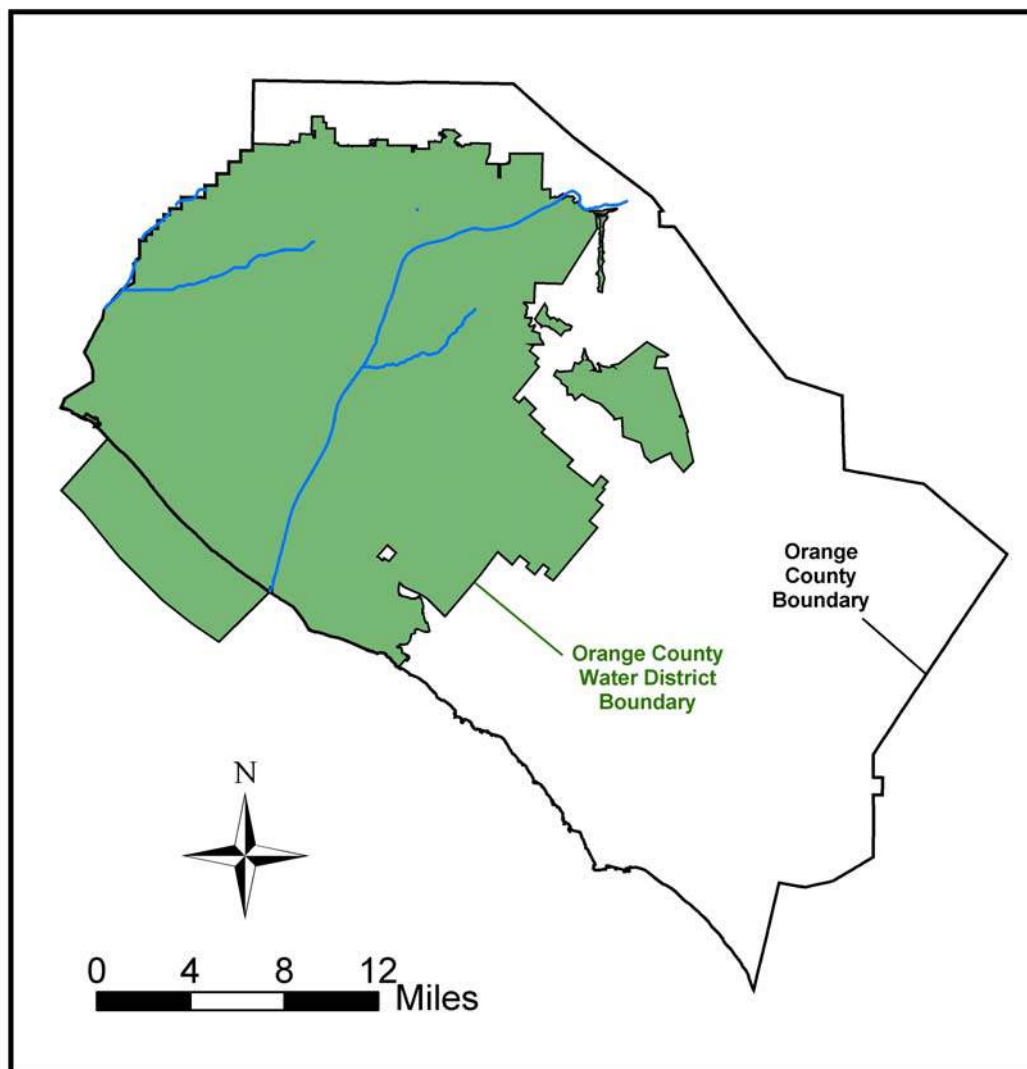 Orange
County
Boundary
Orange County
Water District
Boundary
N
0 4 8 12
Miles